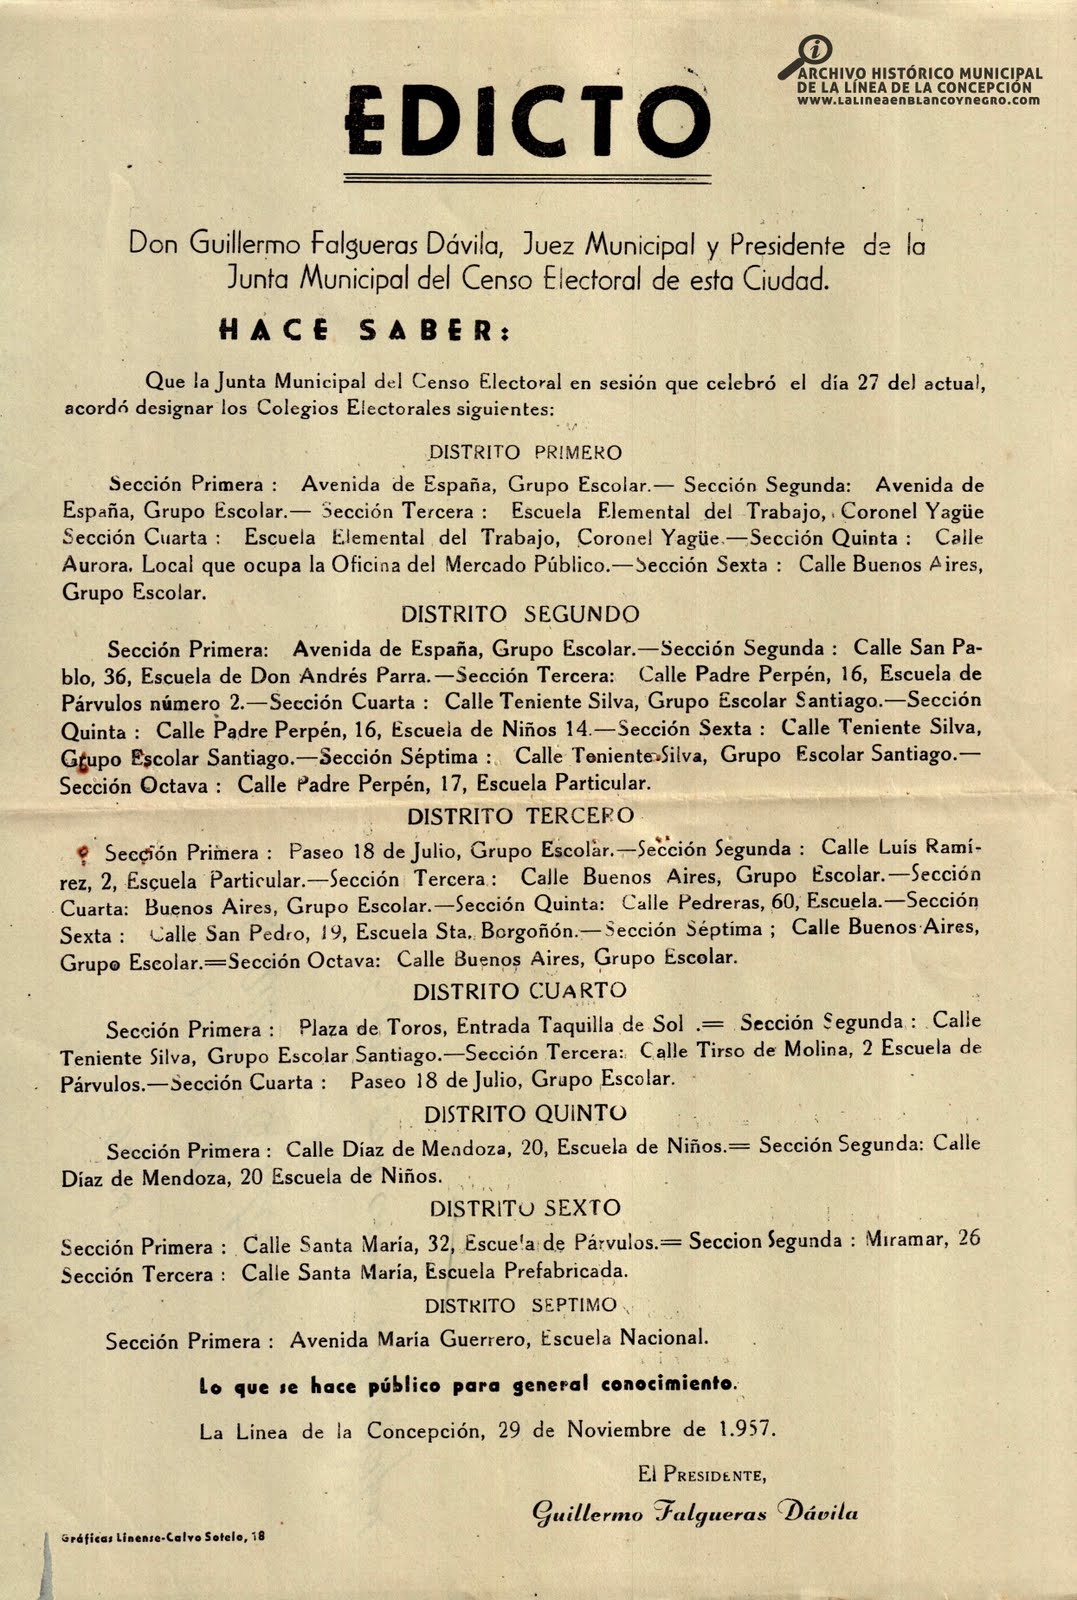 ARCHIVO HISTÓRICO MUNICIPAL
DE LA LÍNEA DE LA CONCEPCIÓN
WWW.LALINEAENBLANCOYNEGRO.COM
EDICTO
Don Guillermo Falgueras Dávila, Juez Municipal y Presidente de la
Junta Municipal del Censo Electoral de esta Ciudad.
HACE SABER:
Que la Junta Municipal del Censo Electoral en sesión que celebró el día 27 del actual,
acordó designar los Colegios Electorales siguientes:
DISTRITO PRIMERO
Sección Primera : Avenida de España, Grupo Escolar.— Sección Segunda: Avenida de
España, Grupo Escolar.— Sección Tercera : Escuela Elemental del Trabajo, Coronel Yagüe
Sección Cuarta : Escuela Elemental del Trabajo, Coronel Yagüe.—Sección Quinta : Calle
Aurora. Local que ocupa la Oficina del Mercado Público.—Sección Sexta : Calle Buenos Aires,
Grupo Escolar.
DISTRITO SEGUNDO
Sección Primera: Avenida de España, Grupo Escolar.—Sección Segunda : Calle San Pa-
blo, 36, Escuela de Don Andrés Parra.—Sección Tercera: Calle Padre Perpén, 16, Escuela de
Párvulos número 2.—Sección Cuarta : Calle Teniente Silva, Grupo Escolar Santiago.—Sección
Quinta : Calle Padre Perpén, 16, Escuela de Niños 14.—Sección Sexta : Calle Teniente Silva,
Grupo Escolar Santiago.—Sección Séptima : Calle Teniente Silva, Grupo Escolar Santiago.—
Sección Octava : Calle Padre Perpén, 17, Escuela Particular.
DISTRITO TERCERO
Sección Primera : Paseo 18 de Julio, Grupo Escolar.—Sección Segunda : Calle Luís Ramí-
rez, 2, Escuela Particular.—Sección Tercera : Calle Buenos Aires, Grupo Escolar.—Sección
Cuarta: Buenos Aires, Grupo Escolar.—Sección Quinta: Calle Pedreras, 60, Escuela.—Sección
Sexta : Calle San Pedro, 19, Escuela Sta. Borgoñón.—Sección Séptima ; Calle Buenos Aires,
Grupo Escolar.=Sección Octava: Calle Buenos Aires, Grupo Escolar.
DISTRITO CUARTO
Sección Primera : Plaza de Toros, Entrada Taquilla de Sol .= Sección Segunda : Calle
Teniente Silva, Grupo Escolar Santiago.—Sección Tercera: Calle Tirso de Molina, 2 Escuela de
Párvulos.—Sección Cuarta : Paseo 18 de Julio, Grupo Escolar.
DISTRITO QUINTO
Sección Primera : Calle Díaz de Mendoza, 20, Escuela de Niños.= Sección Segunda: Calle
Díaz de Mendoza, 20 Escuela de Niños.
DISTRITO SEXTO
Sección Primera : Calle Santa María, 32, Escuela de Párvulos.= Seccion Segunda : Miramar, 26
Sección Tercera : Calle Santa María, Escuela Prefabricada.
DISTRITO SEPTIMO
Sección Primera : Avenida María Guerrero, Escuela Nacional.
Lo que se hace público para general conocimiento.
La Linea de la Concepción, 29 de Noviembre de 1.957.
El PRESIDENTE,
Guillermo Falgueras Dávila
Gráficas Linense-Calvo Sotelo, 18